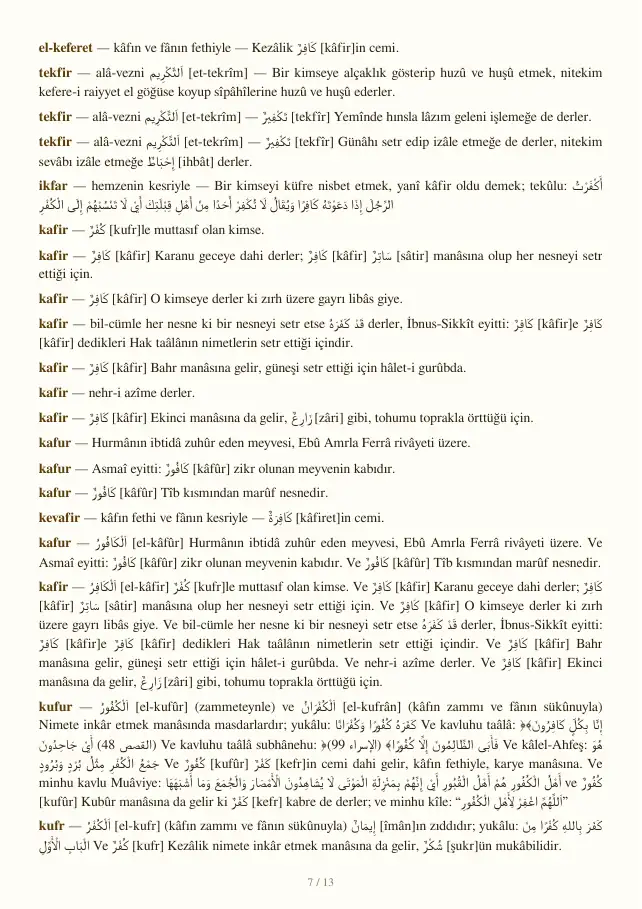 el-keferet — kâfın ve fânın fethiyle — Kezâlik كَافِرٌ [kâfir]in cemi.
tekfir — alâ-vezni اَلتَّكْرِيم [et-tekrîm] — Bir kimseye alçaklık gösterip huzû ve huşû etmek, nitekim
kefere-i raiyyet el göğüse koyup sîpâhîlerine huzû ve huşû ederler.
tekfir — alâ-vezni اَلتَّكْرِيم [et-tekrîm] — تَكْفِيرٌ [tekfîr] Yemînde hınsla lâzım geleni işlemeğe de derler.
tekfir — alâ-vezni اَلتَّكْرِيم [et-tekrîm] — تَكْفِيرٌ [tekfîr] Günâhı setr edip izâle etmeğe de derler, nitekim
sevâbı izâle etmeğe إِحْبَاطٌ [ihbât] derler.
ikfar — hemzenin kesriyle — Bir kimseyi küfre nisbet etmek, yanî kâfir oldu demek; tekûlu: أَكْفَرْتُ
الرَّجُلَ إِذَا دَعَوْتَهُ كَافِرًا وَيُقَالُ لَا تُكْفِرْ أَحَدًا مِنْ أَهْلِ قِبْلَتِكَ أَيْ لَا تَنْسُبْهُمْ إِلَى الْكُفْرِ
kafir — كُفْرٌ [kufr]le muttasıf olan kimse.
kafir — كَافِرٌ [kâfir] Karanu geceye dahi derler; كَافِرٌ [kâfir] سَاتِرٌ [sâtir] manâsına olup her nesneyi setr
ettiği için.
kafir — كَافِرٌ [kâfir] O kimseye derler ki zırh üzere gayrı libâs giye.
kafir — bil-cümle her nesne ki bir nesneyi setr etse قَدْ كَفَرَهُ derler, İbnus-Sikkît eyitti: كَافِرٌ [kâfir]e كَافِرٌ
[kâfir] dedikleri Hak taâlânın nimetlerin setr ettiği içindir.
kafir — كَافِرٌ [kâfir] Bahr manâsına gelir, güneşi setr ettiği için hâlet-i gurûbda.
kafir — nehr-i azîme derler.
kafir — كَافِرٌ [kâfir] Ekinci manâsına da gelir, زَارِعٌ [zâri] gibi, tohumu toprakla örttüğü için.
kafur — Hurmânın ibtidâ zuhûr eden meyvesi, Ebû Amrla Ferrâ rivâyeti üzere.
kafur — Asmaî eyitti: كَافُورٌ [kâfûr] zikr olunan meyvenin kabıdır.
kafur — كَافُورٌ [kâfûr] Tîb kısmından marûf nesnedir.
kevafir — kâfın fethi ve fânın kesriyle — كَافِرَةٌ [kâfiret]in cemi.
kafur — اَلْكَافُورُ [el-kâfûr] Hurmânın ibtidâ zuhûr eden meyvesi, Ebû Amrla Ferrâ rivâyeti üzere. Ve
Asmaî eyitti: كَافُورٌ [kâfûr] zikr olunan meyvenin kabıdır. Ve كَافُورٌ [kâfûr] Tîb kısmından marûf nesnedir.
kafir — اَلْكَافِرُ [el-kâfir] كُفْرٌ [kufr]le muttasıf olan kimse. Ve كَافِرٌ [kâfir] Karanu geceye dahi derler; كَافِرٌ
[kâfir] سَاتِرٌ [sâtir] manâsına olup her nesneyi setr ettiği için. Ve كَافِرٌ [kâfir] O kimseye derler ki zırh
üzere gayrı libâs giye. Ve bil-cümle her nesne ki bir nesneyi setr etse قَدْ كَفَرَهُ derler, İbnus-Sikkît eyitti:
كَافِرٌ [kâfir]e كَافِرٌ [kâfir] dedikleri Hak taâlânın nimetlerin setr ettiği içindir. Ve كَافِرٌ [kâfir] Bahr
manâsına gelir, güneşi setr ettiği için hâlet-i gurûbda. Ve nehr-i azîme derler. Ve كَافِرٌ [kâfir] Ekinci
manâsına da gelir, زَارِعٌ [zâri] gibi, tohumu toprakla örttüğü için.
kufur — اَلْكُفُورُ [el-kufûr] (zammeteynle) ve اَلْكُفْرَانُ [el-kufrân] (kâfın zammı ve fânın sükûnuyla)
Nimete inkâr etmek manâsında masdarlardır; yukâlu: كَفَرَهُ كُفُورًا وَكُفْرَانًا Ve kavluhu taâlâ: ﴿إِنَّا بِكُلٍّ كَافِرُونَ﴾
(القصص 48) أَيْ جَاحِدُونَ Ve kavluhu taâlâ subhânehu: ﴿فَأَبَى الظَّالِمُونَ إِلَّا كُفُورًا﴾ (الإسراء 99) Ve kâlel-Ahfeş: هُوَ
جَمْعُ الْكُفْرِ مِثْلُ بُرْدٍ وَبُرُودٍ Ve كُفُورٌ [kufûr] كَفْرٌ [kefr]in cemi dahi gelir, kâfın fethiyle, karye manâsına. Ve
minhu kavlu Muâviye: أَهْلُ الْكُفُورِ هُمْ أَهْلُ الْقُبُورِ أَيْ إِنَّهُمْ بِمَنْزِلَةِ الْمَوْتَى لَا يُشَاهِدُونَ الْأَمْصَارَ وَالْجُمَعَ وَمَا أَشْبَهَهَا ve كُفُورٌ
[kufûr] Kubûr manâsına da gelir ki كَفْرٌ [kefr] kabre de derler; ve minhu kîle: “اَللَّهُمَّ اغْفِرْ لِأَهْلِ الْكُفُورِ”
kufr — اَلْكُفْرُ [el-kufr] (kâfın zammı ve fânın sükûnuyla) إِيمَانٌ [îmân]ın zıddıdır; yukâlu: كَفَرَ بِاللهِ كُفْرًا مِنْ
الْبَابِ الْأَوَّلِ Ve كُفْرٌ [kufr] Kezâlik nimete inkâr etmek manâsına da gelir, شُكْرٌ [şukr]ün mukâbilidir.
7 / 13